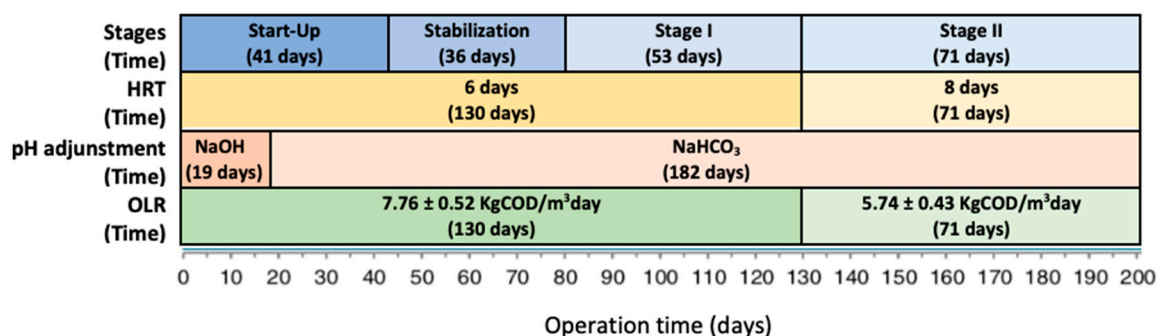 Stages
(Time)
Start-Up
(41 days)
Stabilization
(36 days)
Stage I
(53 days)
Stage II
(71 days)
HRT
(Time)
6 days
(130 days)
8 days
(71 days)
pH adjunstment
(Time)
NaOH
(19 days)
NaHCO₃
(182 days)
OLR
(Time)
7.76 ± 0.52 KgCOD/m³day
(130 days)
5.74 ± 0.43 KgCOD/m³day
(71 days)
0 10 20 30 40 50 60 70 80 90 100 110 120 130 140 150 160 170 180 190 200
Operation time (days)